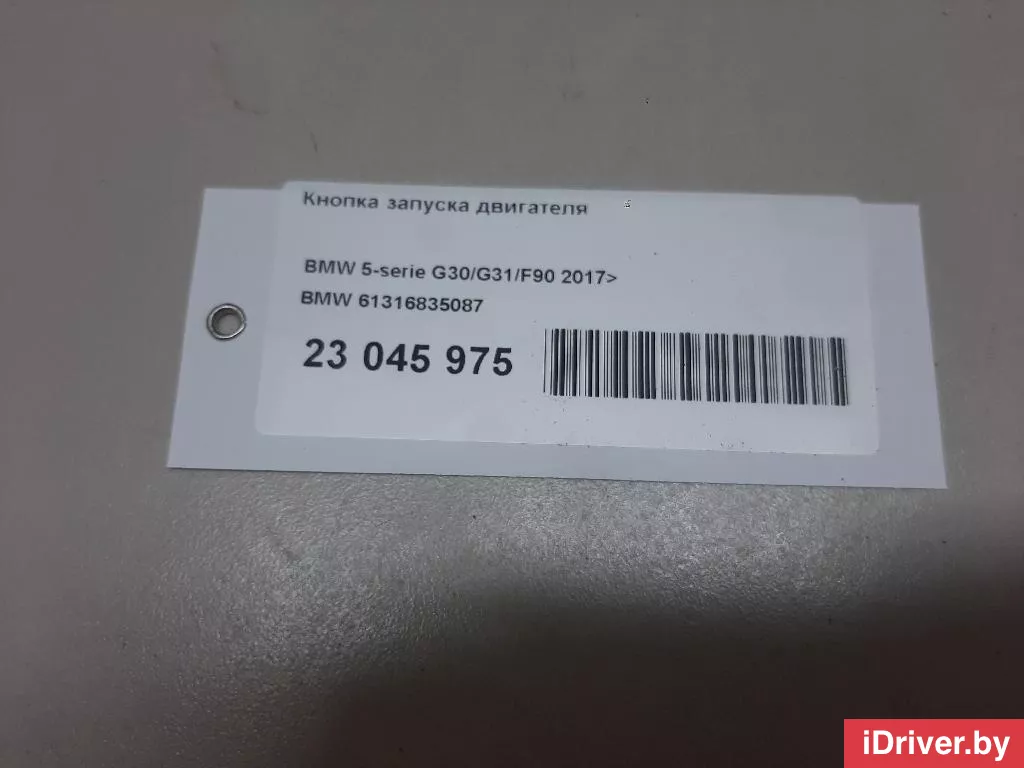 Кнопка запуска двигателя
BMW 5-serie G30/G31/F90 2017>
BMW 61316835087
23 045 975
iDriver.by